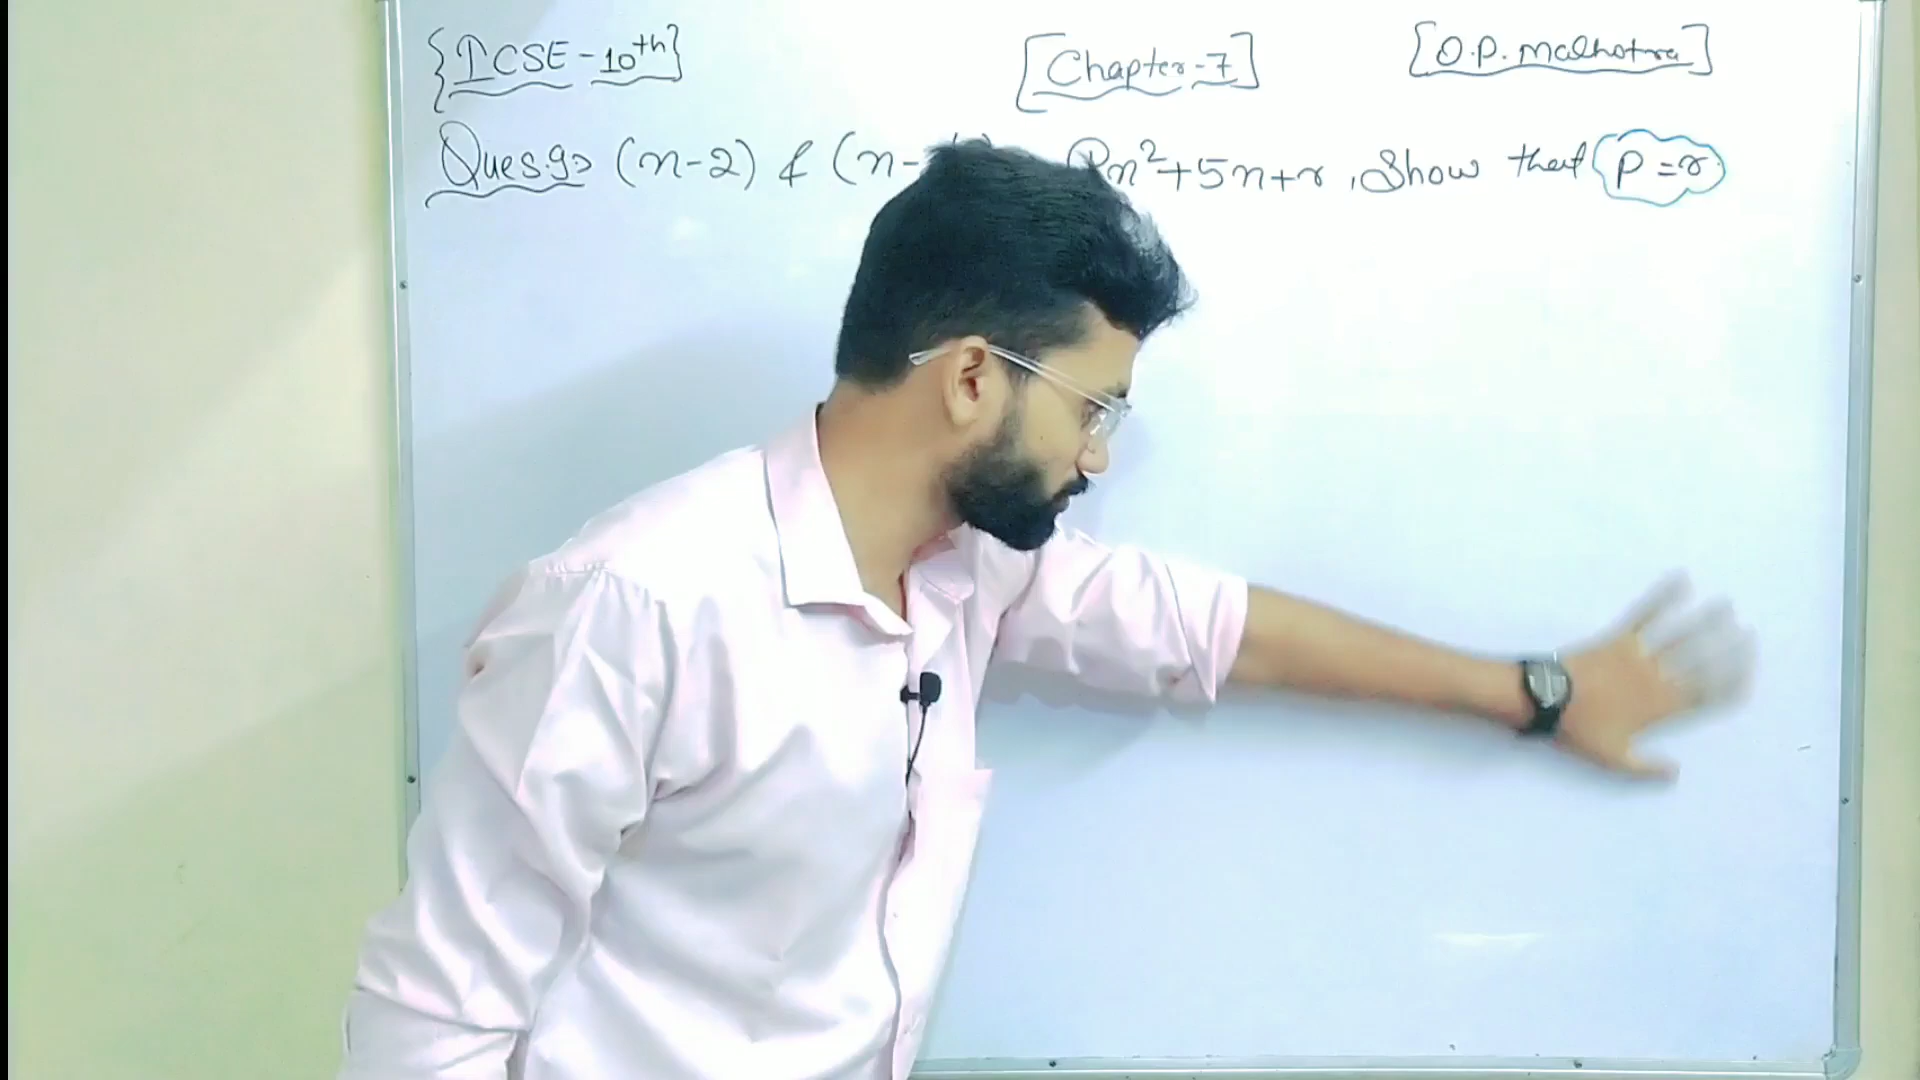 {ICSE-10th}
[Chapter-7]
[O.P. Malhotra]
Ques.9⇒ (x-2) & (x- Px²+5x+r, Show that P=r